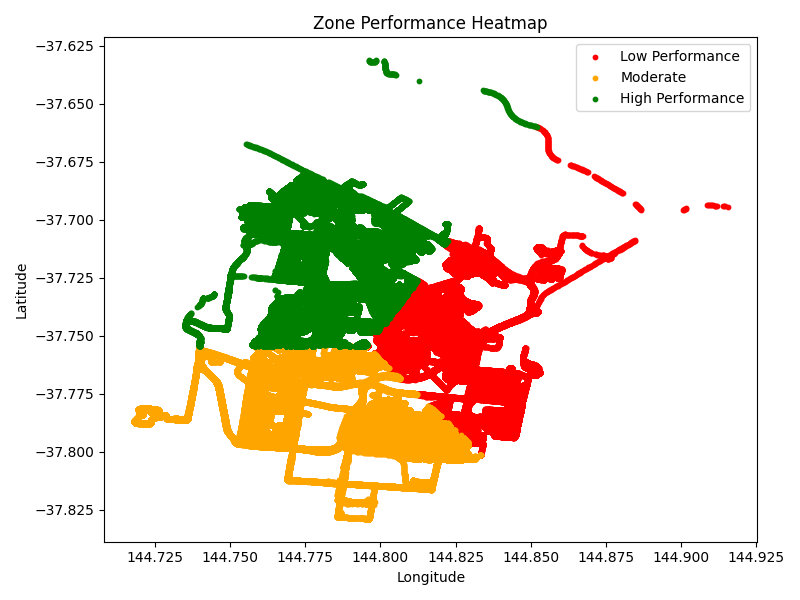 Zone Performance Heatmap
Low Performance
Moderate
High Performance
Latitude
−37.625
−37.650
−37.675
−37.700
−37.725
−37.750
−37.775
−37.800
−37.825
144.725 144.750 144.775 144.800 144.825 144.850 144.875 144.900 144.925
Longitude